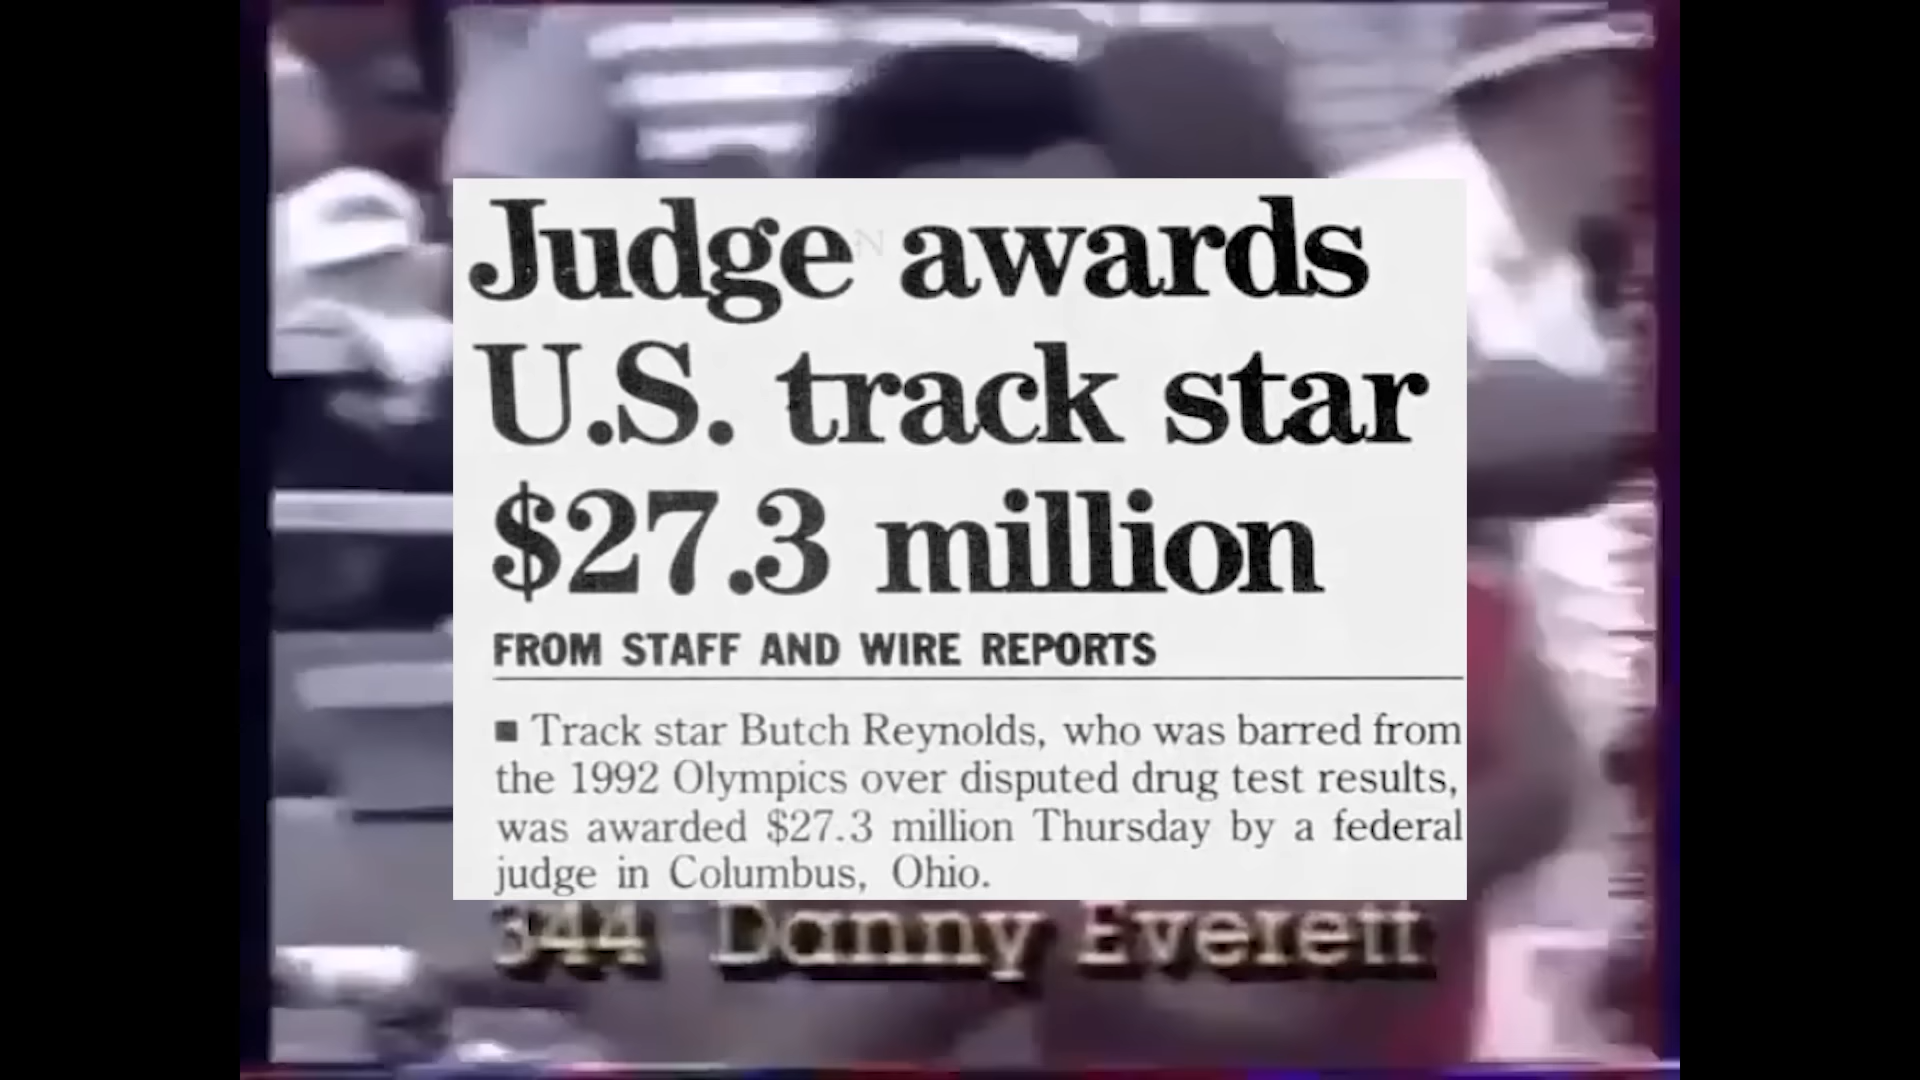 Judge awards
U.S. track star
$27.3 million
FROM STAFF AND WIRE REPORTS
■ Track star Butch Reynolds, who was barred from
the 1992 Olympics over disputed drug test results,
was awarded $27.3 million Thursday by a federal
judge in Columbus, Ohio.
344 Danny Everett